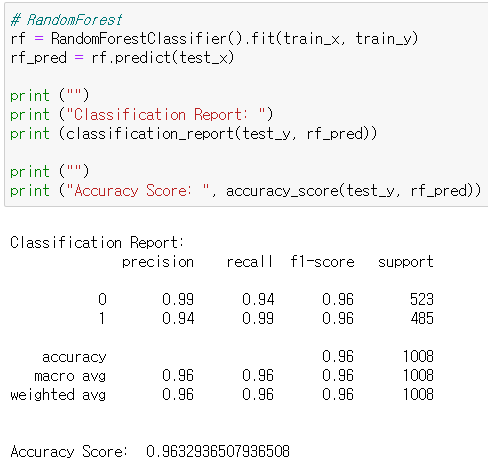 # RandomForest
rf = RandomForestClassifier().fit(train_x, train_y)
rf_pred = rf.predict(test_x)
print ("")
print ("Classification Report: ")
print (classification_report(test_y, rf_pred))
print ("")
print ("Accuracy Score: ", accuracy_score(test_y, rf_pred))
Classification Report:
precision recall f1-score support
0 0.99 0.94 0.96 523
1 0.94 0.99 0.96 485
accuracy 0.96 1008
macro avg 0.96 0.96 0.96 1008
weighted avg 0.96 0.96 0.96 1008
Accuracy Score: 0.9632936507936508